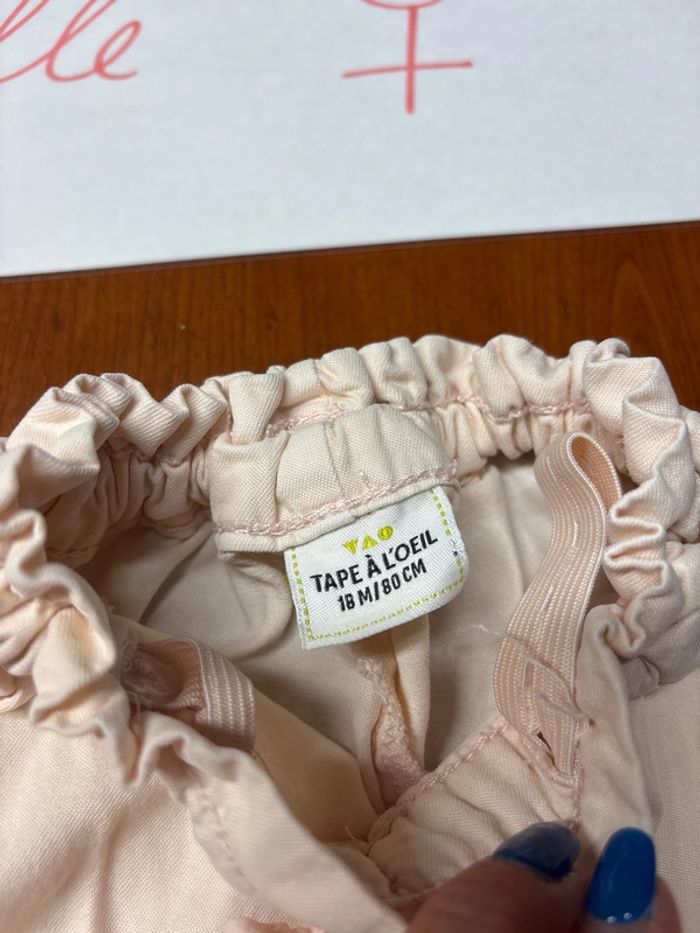 TAO
TAPE À L'OEIL
18 M/80 CM